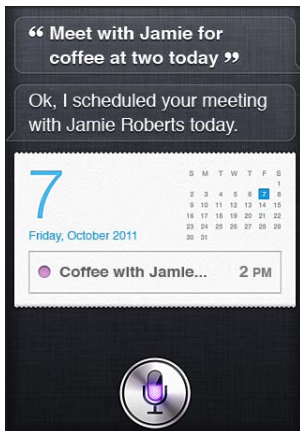 “ Meet with Jamie for
coffee at two today ”
Ok, I scheduled your meeting
with Jamie Roberts today.
7
Friday, October 2011
S M T W T F S
1
2 3 4 5 6 7 8
9 10 11 12 13 14 15
16 17 18 19 20 21 22
23 24 25 26 27 28 29
30 31
Coffee with Jamie... 2 PM